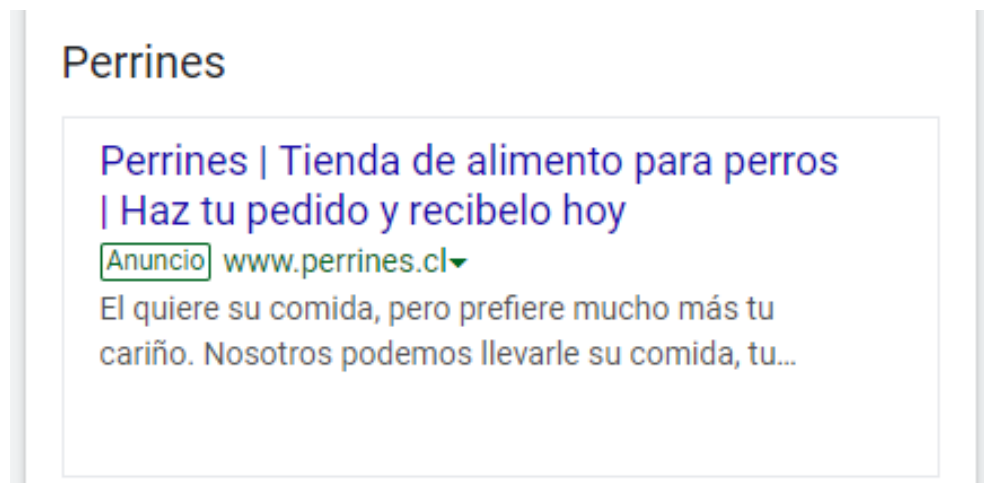 Perrines
Perrines | Tienda de alimento para perros
| Haz tu pedido y recibelo hoy
Anuncio www.perrines.cl
El quiere su comida, pero prefiere mucho más tu
cariño. Nosotros podemos llevarle su comida, tu...